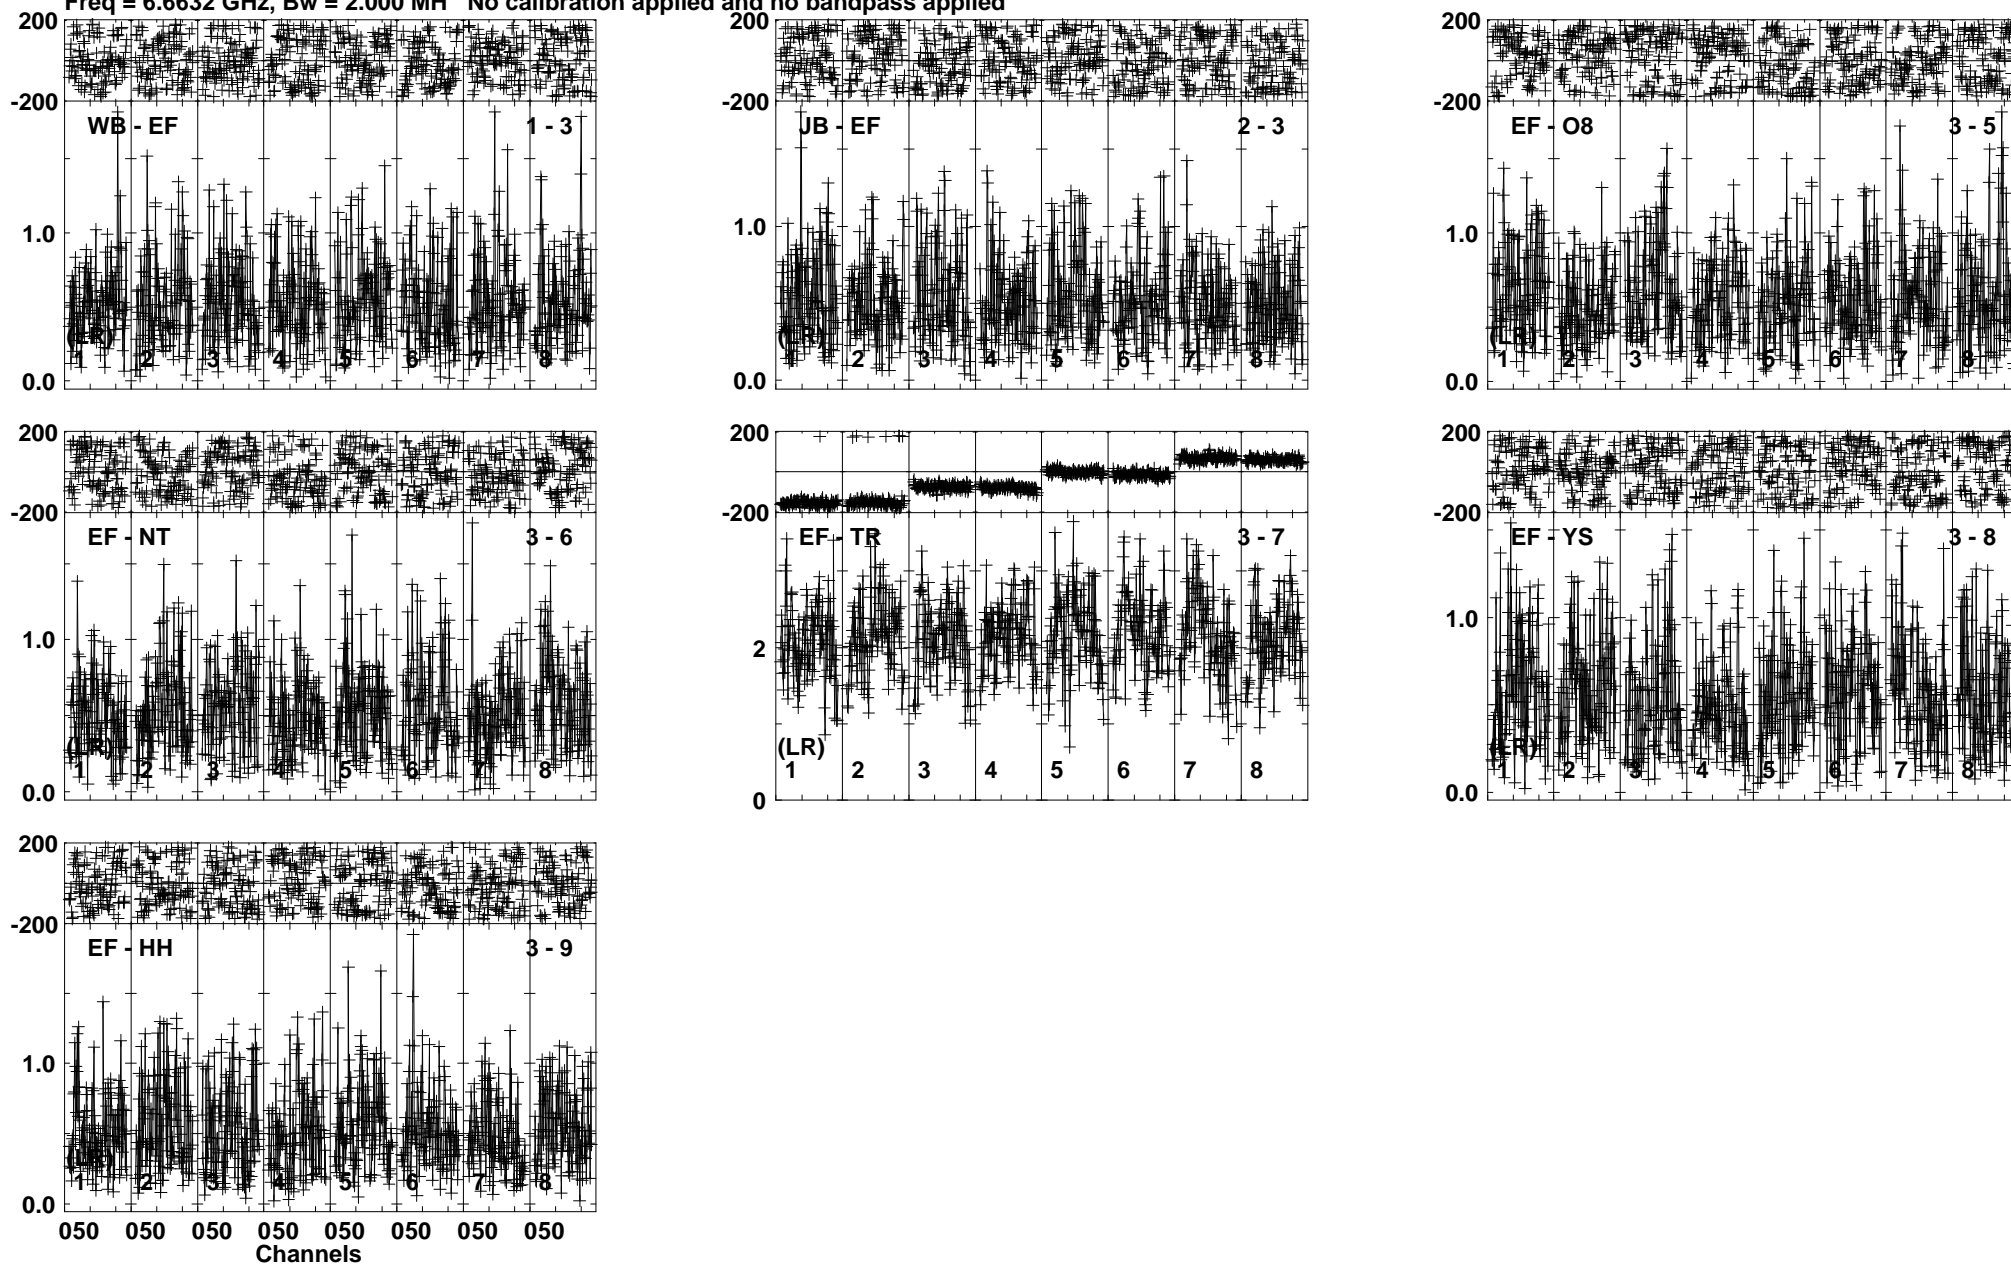 Freq = 6.6632 GHz, Bw = 2.000 MH No calibration applied and no bandpass applied
200
-200
WB - EF 1 - 3
1.0
(LR)
1 2 3 4 5 6 7 8
0.0
200
-200
JB - EF 2 - 3
1.0
(LR)
1 2 3 4 5 6 7 8
0.0
200
-200
EF - O8 3 - 5
1.0
(LR)
1 2 3 4 5 6 7 8
0.0
200
-200
EF - NT 3 - 6
1.0
(LR)
1 2 3 4 5 6 7 8
0.0
200
-200
EF - TR 3 - 7
2
(LR)
1 2 3 4 5 6 7 8
0
200
-200
EF - YS 3 - 8
1.0
(LR)
1 2 3 4 5 6 7 8
0.0
200
-200
EF - HH 3 - 9
1.0
(LR)
1 2 3 4 5 6 7 8
0.0
050 050 050 050 050 050 050 050
Channels